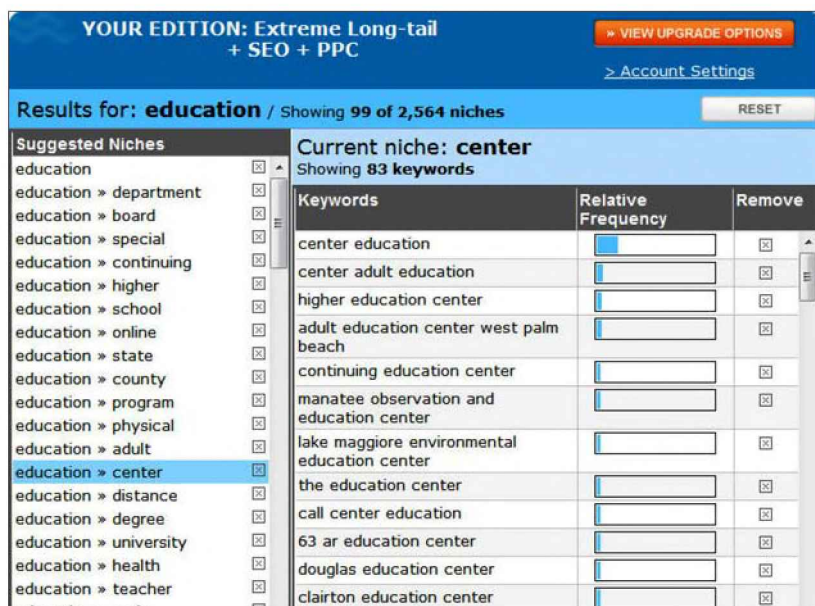 YOUR EDITION: Extreme Long-tail
+ SEO + PPC
» VIEW UPGRADE OPTIONS
> Account Settings
Results for: education / Showing 99 of 2,564 niches
RESET
Suggested Niches
education
education » department
education » board
education » special
education » continuing
education » higher
education » school
education » online
education » state
education » county
education » program
education » physical
education » adult
education » center
education » distance
education » degree
education » university
education » health
education » teacher
Current niche: center
Showing 83 keywords
Keywords
Relative
Frequency
Remove
center education
center adult education
higher education center
adult education center west palm
beach
continuing education center
manatee observation and
education center
lake maggiore environmental
education center
the education center
call center education
63 ar education center
douglas education center
clairton education center